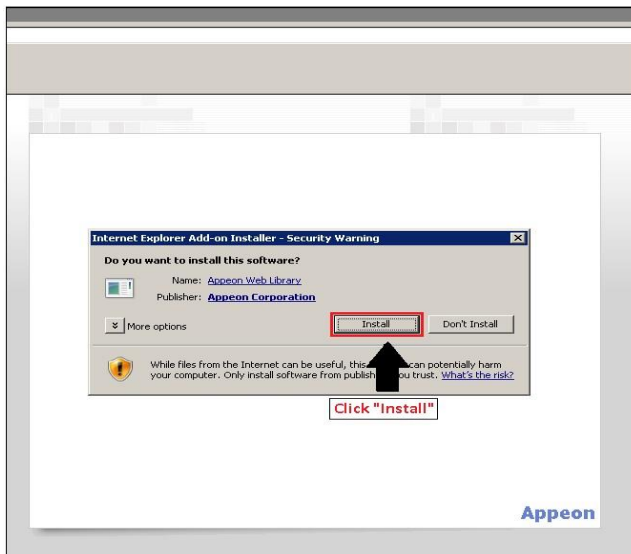 Internet Explorer Add-on Installer - Security Warning
Do you want to install this software?
Name: Appeon Web Library
Publisher: Appeon Corporation
More options
Install
Don't Install
While files from the Internet can be useful, this can potentially harm
your computer. Only install software from ou trust. What's the risk?
Click "Install"
Appeon